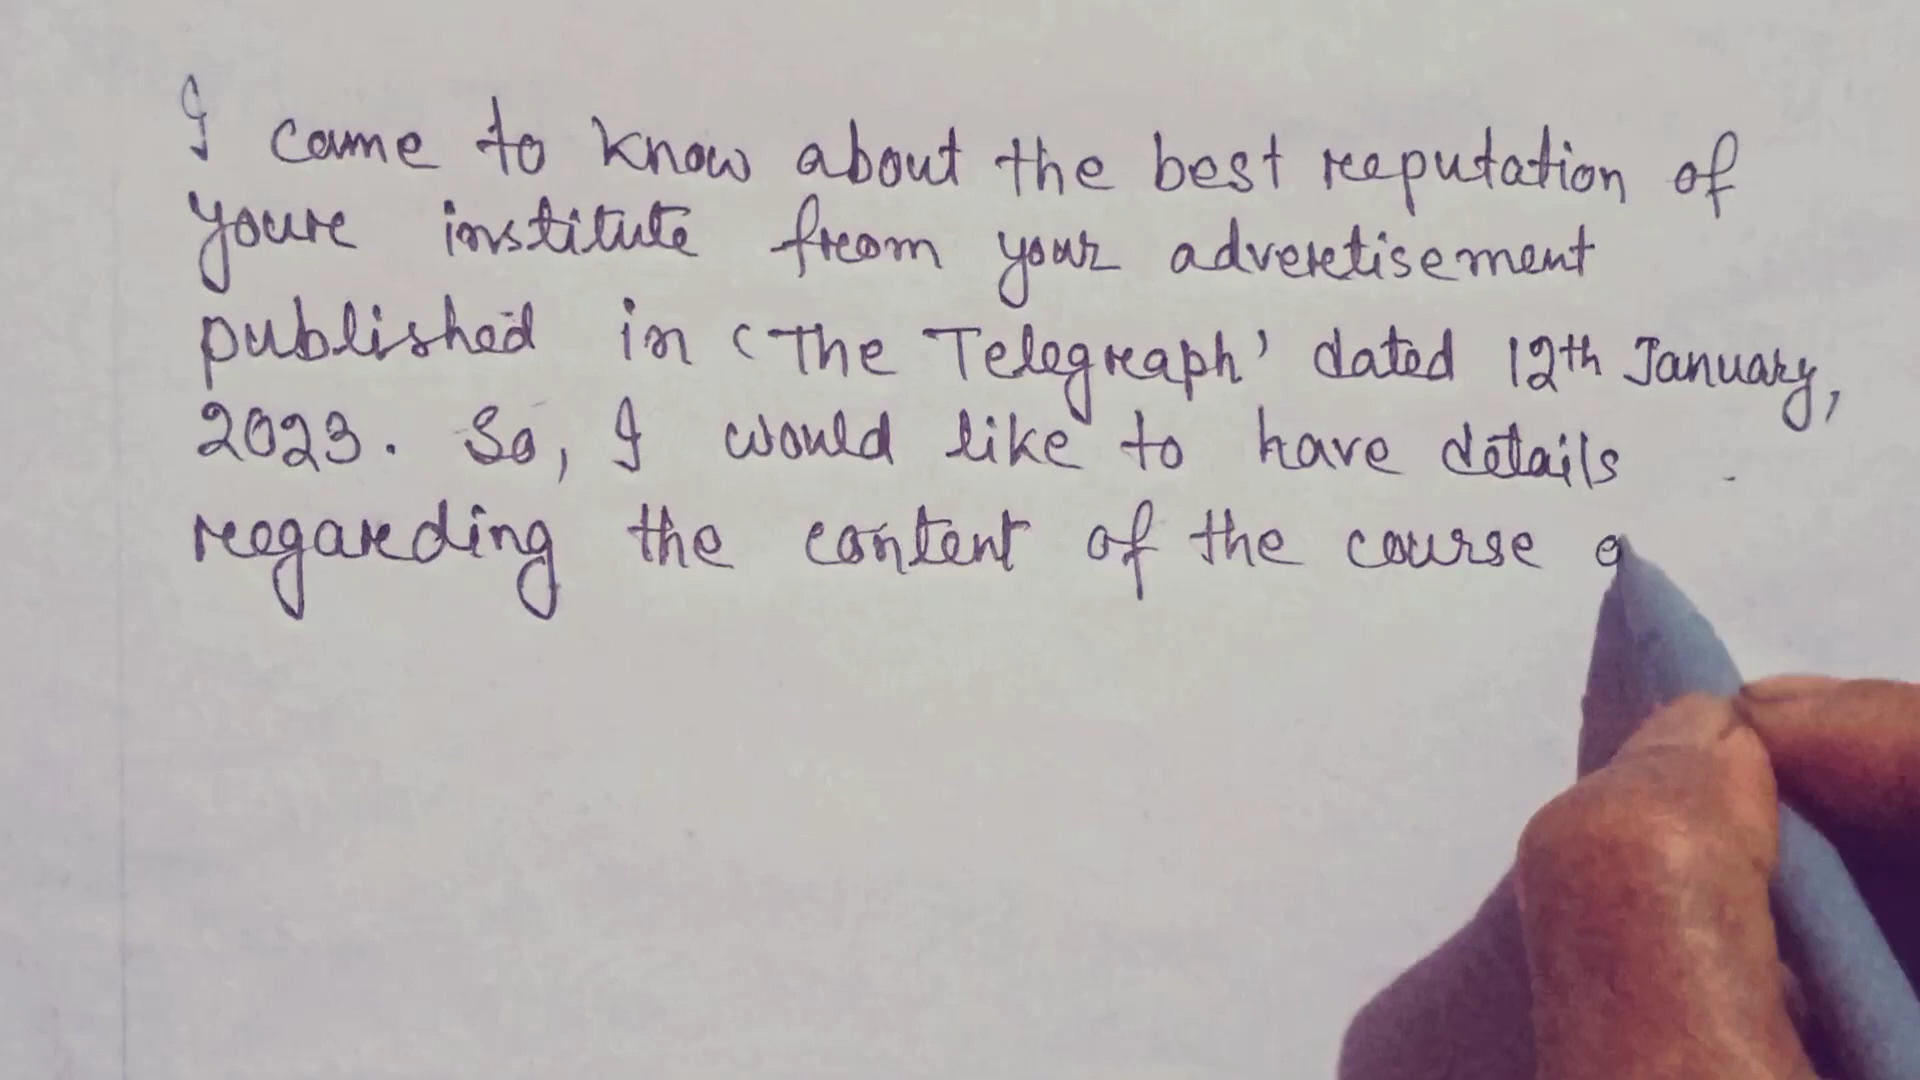 I came to know about the best reputation of
your institute from your advertisement
published in 'The Telegraph' dated 12th January,
2023. So, I would like to have details
regarding the content of the course